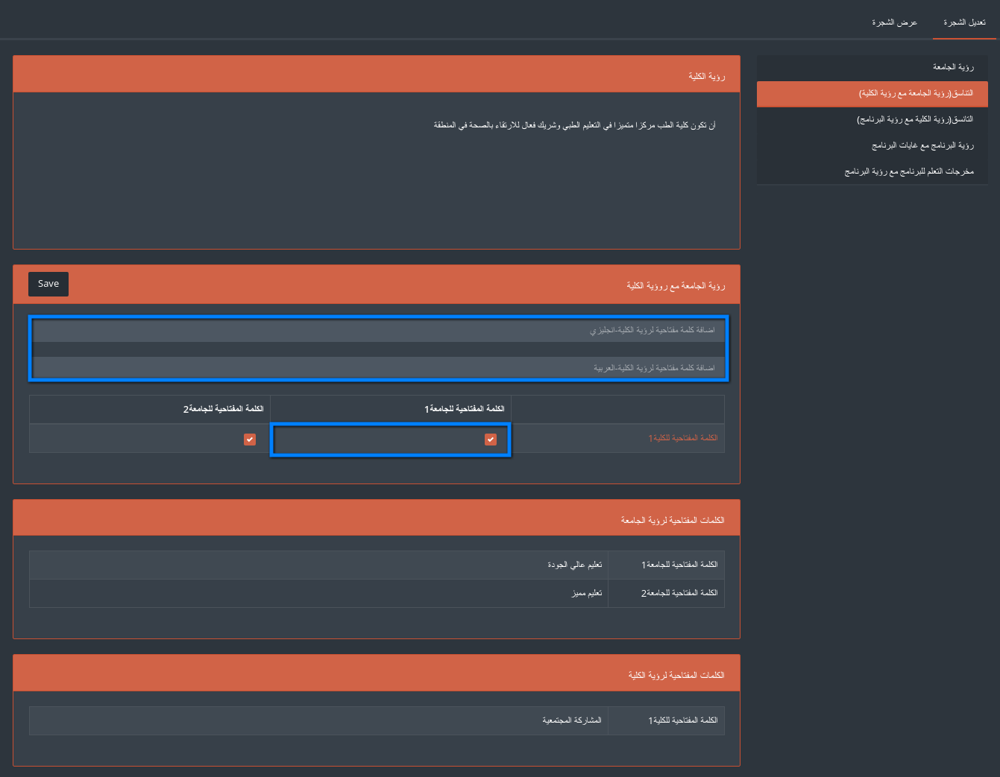 تعديل الشجرة
عرض الشجرة
رؤية الجامعة
التناسق(رؤية الجامعة مع رؤية الكلية)
التانسق(رؤية الكلية مع رؤية البرنامج)
رؤية البرنامج مع غايات البرنامج
مخرجات التعلم للبرنامج مع رؤية البرنامج
رؤية الكلية
أن تكون كلية الطب مركزا متميزا في التعليم الطبي وشريك فعال للارتقاء بالصحة في المنطقة
رؤية الجامعة مع روؤية الكلية
Save
اضافة كلمة مفتاحية لرؤية الكلية-انجليزي
اضافة كلمة مفتاحية لرؤية الكلية-العربية
الكلمة المفتاحية للجامعة1
الكلمة المفتاحية للجامعة2
الكلمة المفتاحية للكلية1
الكلمات المفتاحية لرؤية الجامعة
الكلمة المفتاحية للجامعة1
تعليم عالي الجودة
الكلمة المفتاحية للجامعة2
تعليم مميز
الكلمات المفتاحية لرؤية الكلية
الكلمة المفتاحية للكلية1
المشاركة المجتمعية